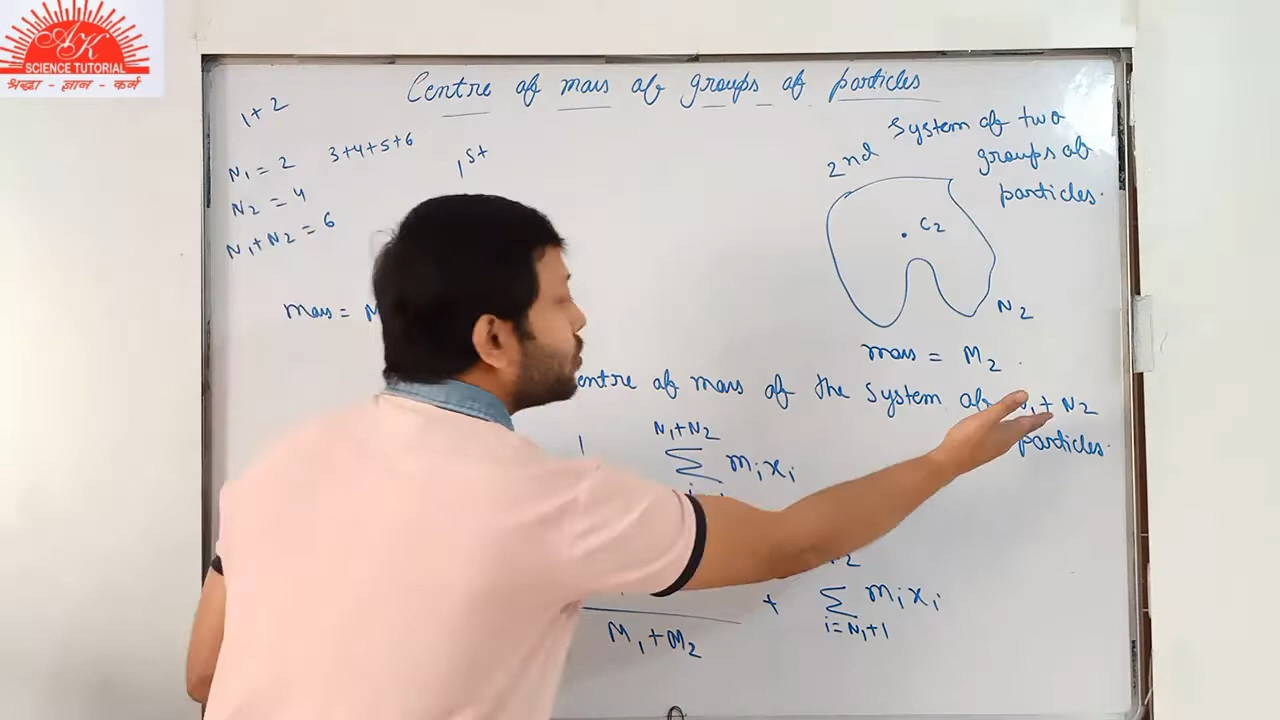 AK
SCIENCE TUTORIAL
श्रद्धा - ज्ञान - कर्म
Centre of mass of groups of particles
1+2
3+4+5+6
N₁ = 2
N₂ = 4
N₁+N₂ = 6
1st
mass =
2nd
System of two
groups of
particles.
C₂
N₂
mass = M₂
centre of mass of the system of N₁+N₂
particles.
N₁+N₂
Σ mᵢxᵢ
+ Σ mᵢxᵢ
i=N₁+1
M₁+M₂